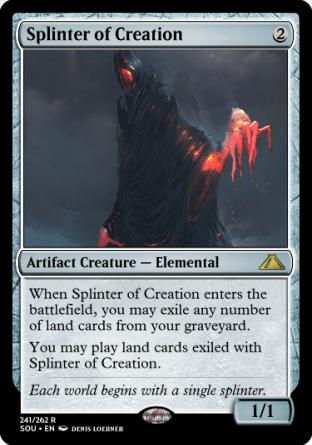 Splinter of Creation 2
Artifact Creature — Elemental
When Splinter of Creation enters the
battlefield, you may exile any number
of land cards from your graveyard.
You may play land cards exiled with
Splinter of Creation.
Each world begins with a single splinter.
1/1
241/262 R
SOU • EN DENIS LOEBNER